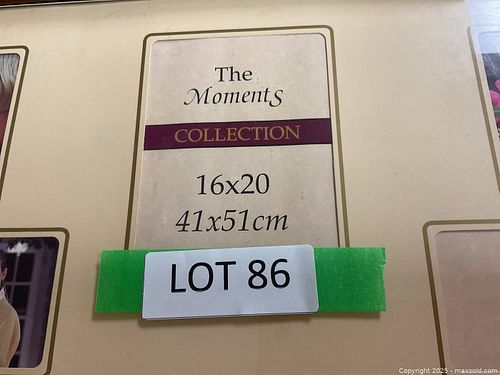 The
Moments
COLLECTION
16x20
41x51cm
LOT 86
Copyright 2025 - maxsold.com